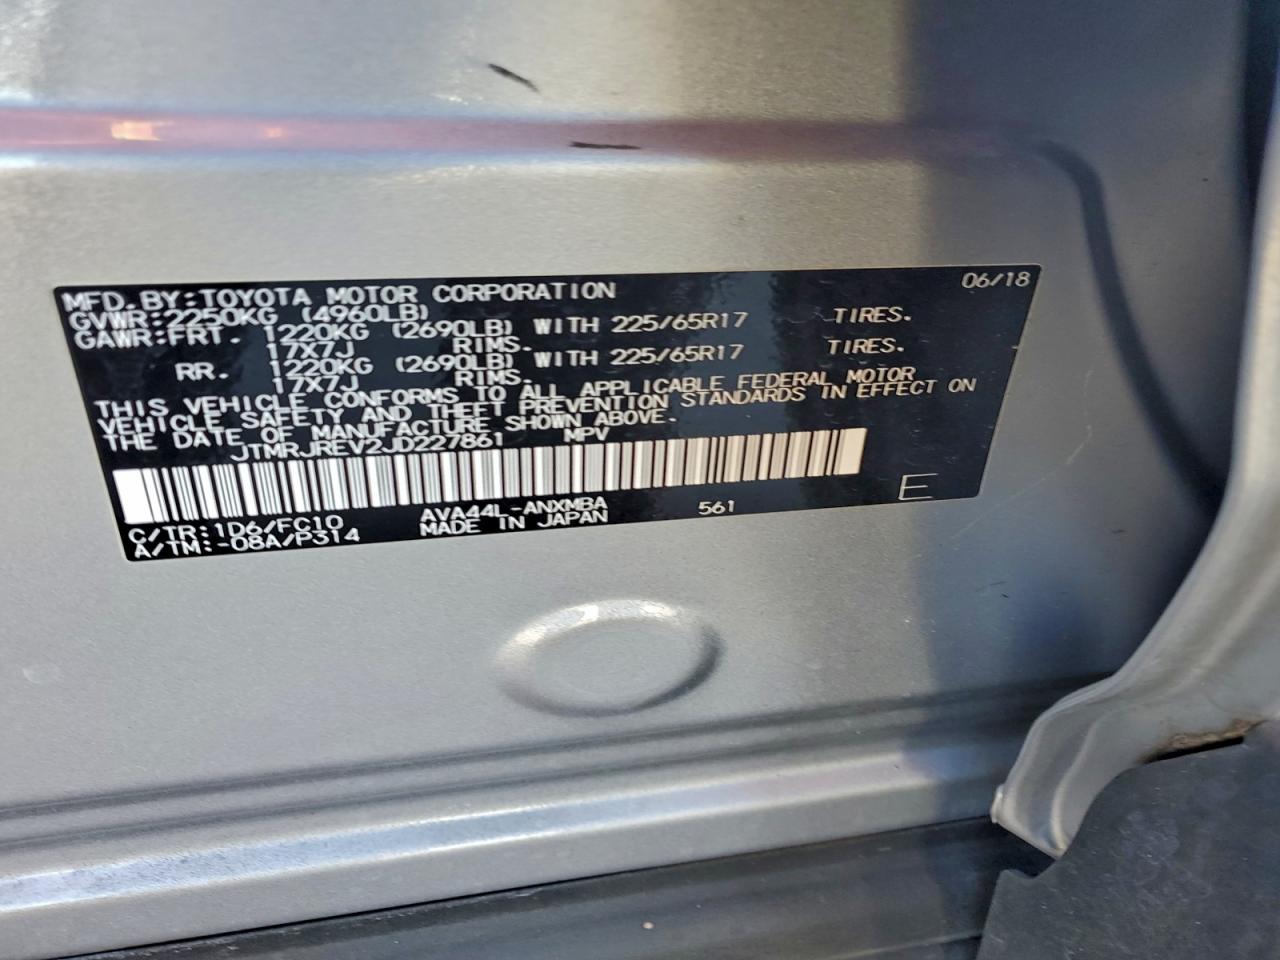 MFD. BY: TOYOTA MOTOR CORPORATION 06/18
GVWR: 2250KG (4960LB)
GAWR: FRT. 1220KG (2690LB) WITH 225/65R17 TIRES.
17X7J RIMS.
RR. 1220KG (2690LB) WITH 225/65R17 TIRES.
17X7J RIMS.
THIS VEHICLE CONFORMS TO ALL APPLICABLE FEDERAL MOTOR
VEHICLE SAFETY AND THEFT PREVENTION STANDARDS IN EFFECT ON
THE DATE OF MANUFACTURE SHOWN ABOVE.
JTMRJREV2JD227861 MPV
C/TR: 1D6/FC10 AVA44L-ANXMBA 561 E
A/TM: -08A/P314 MADE IN JAPAN